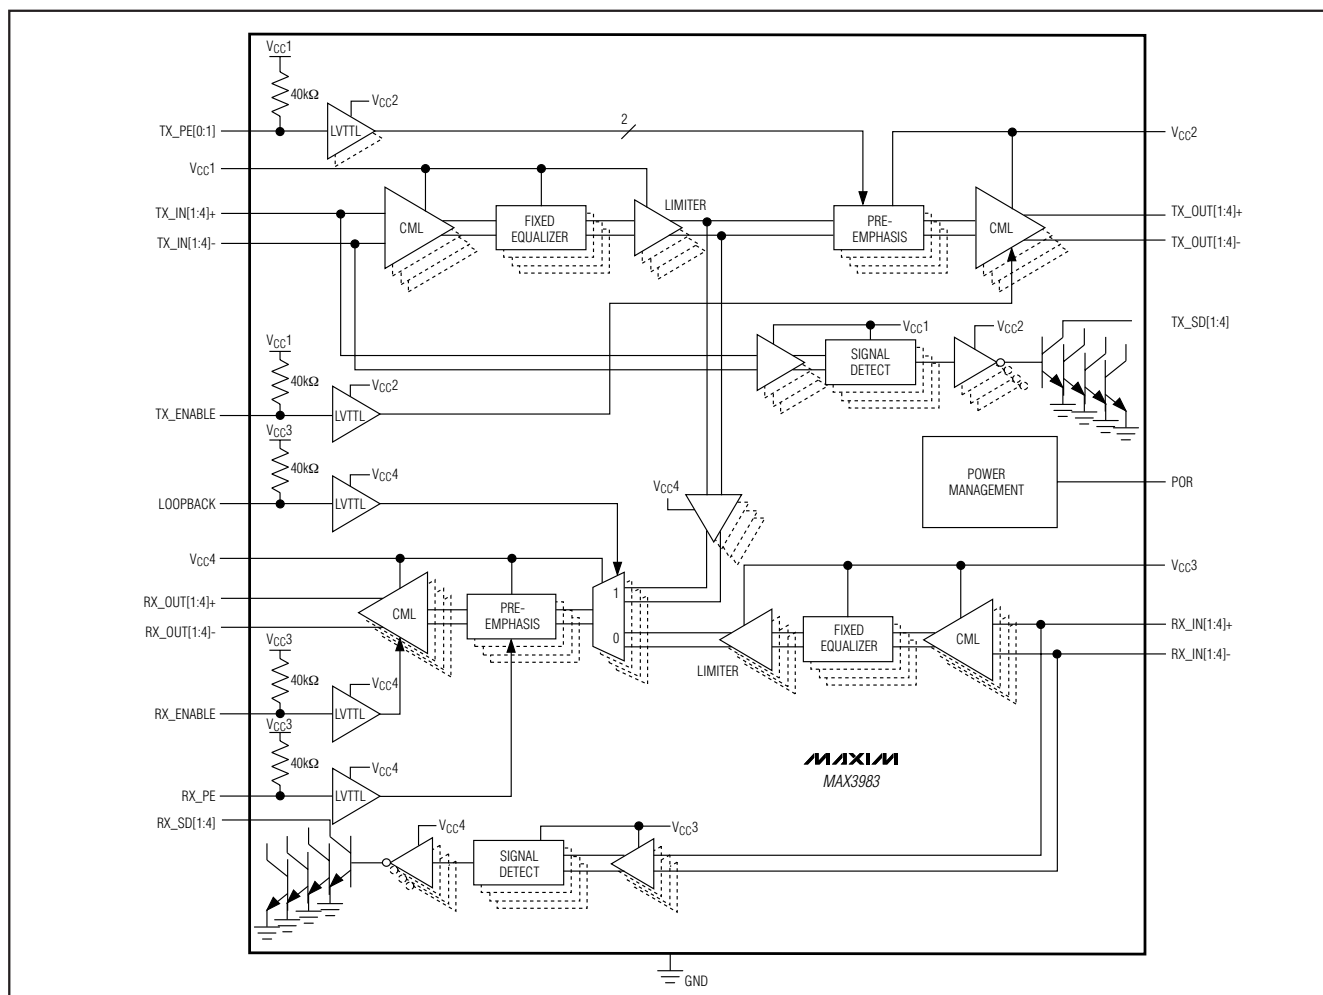 VCC1
40kΩ
VCC2
TX_PE[0:1]
LVTTL
2
VCC2
VCC1
LIMITER
TX_IN[1:4]+
TX_OUT[1:4]+
CML
FIXED
EQUALIZER
PRE-
EMPHASIS
CML
TX_IN[1:4]-
TX_OUT[1:4]-
VCC1
VCC2
TX_SD[1:4]
VCC1
SIGNAL
DETECT
40kΩ
VCC2
TX_ENABLE
LVTTL
VCC3
40kΩ
VCC4
LOOPBACK
LVTTL
VCC4
POWER
MANAGEMENT
POR
VCC4
VCC3
RX_OUT[1:4]+
CML
PRE-
EMPHASIS
1
0
RX_OUT[1:4]-
LIMITER
FIXED
EQUALIZER
CML
RX_IN[1:4]+
RX_IN[1:4]-
VCC3
40kΩ
VCC4
RX_ENABLE
LVTTL
VCC3
40kΩ
VCC4
RX_PE
LVTTL
MAXIM
MAX3983
RX_SD[1:4]
VCC4
SIGNAL
DETECT
VCC3
GND